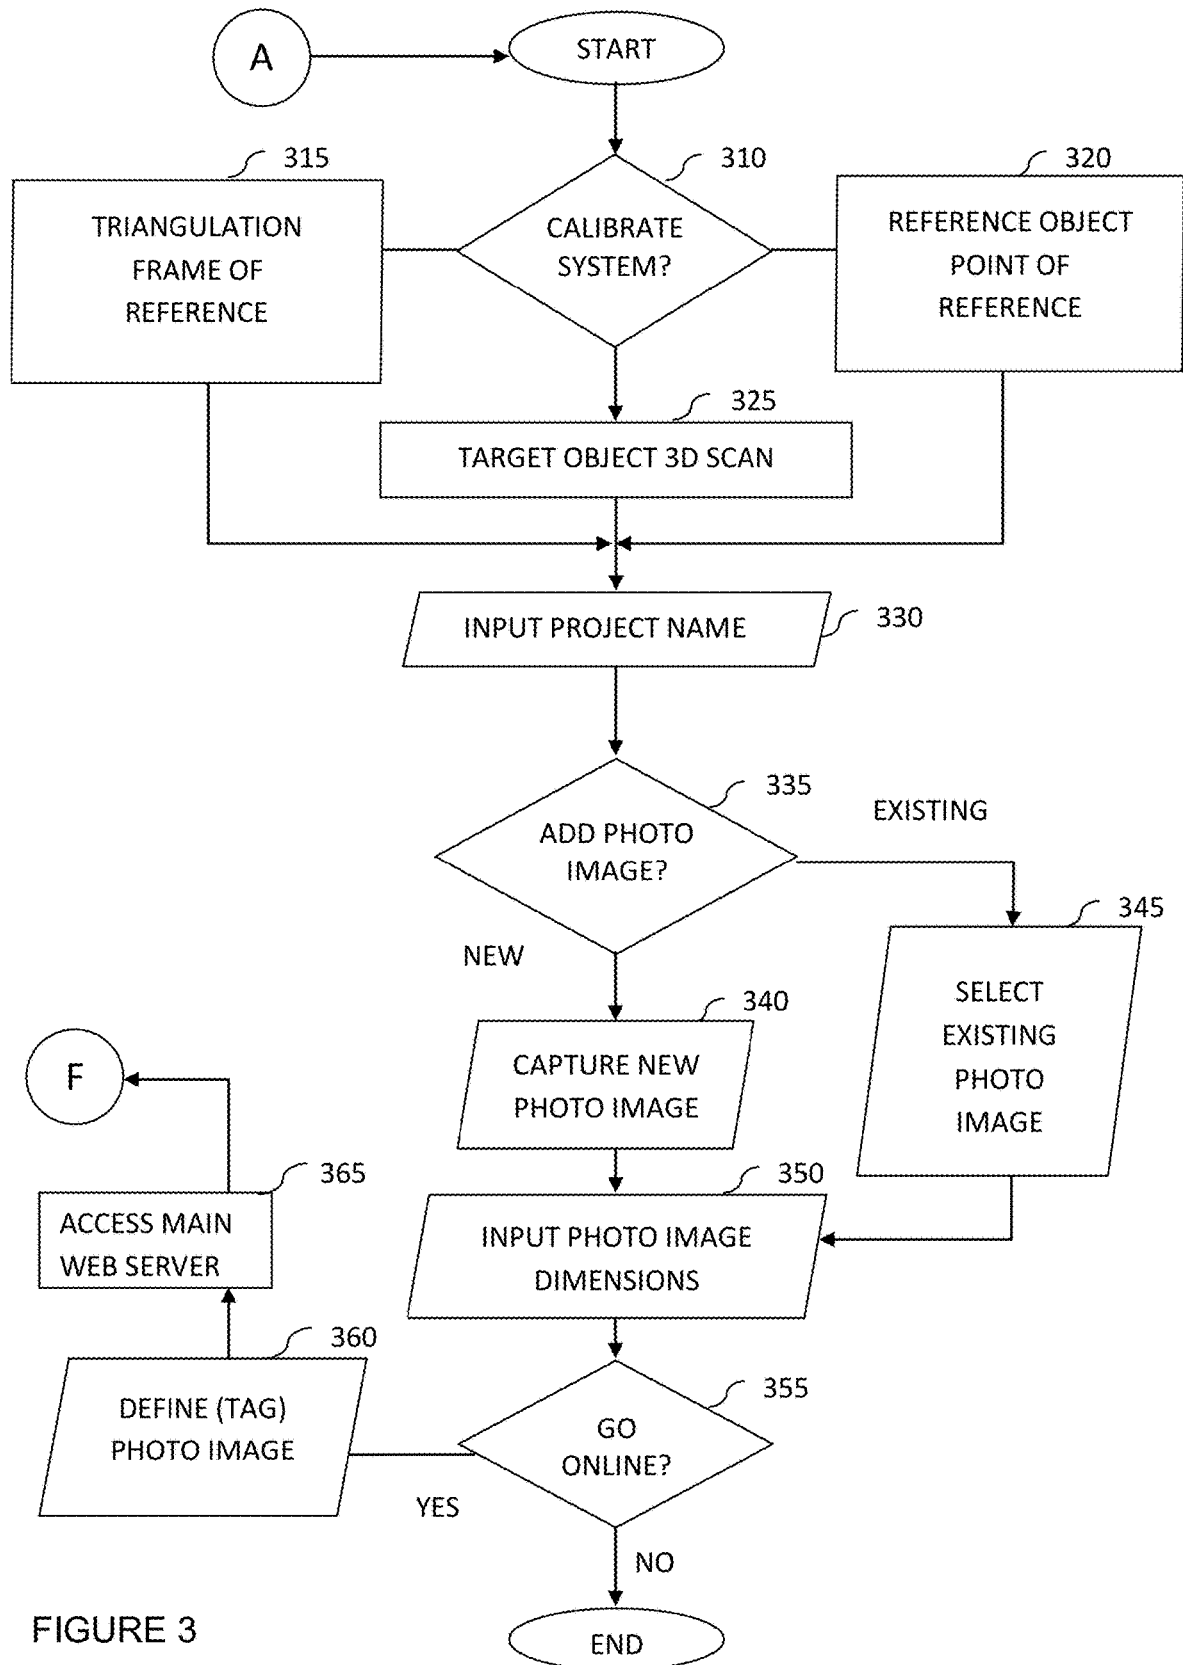 A
START
315
310
320
TRIANGULATION
FRAME OF
REFERENCE
CALIBRATE
SYSTEM?
REFERENCE OBJECT
POINT OF
REFERENCE
325
TARGET OBJECT 3D SCAN
INPUT PROJECT NAME
330
335
EXISTING
ADD PHOTO
IMAGE?
NEW
345
340
SELECT
EXISTING
PHOTO
IMAGE
CAPTURE NEW
PHOTO IMAGE
F
365
350
ACCESS MAIN
WEB SERVER
INPUT PHOTO IMAGE
DIMENSIONS
360
355
DEFINE (TAG)
PHOTO IMAGE
GO
ONLINE?
YES
NO
FIGURE 3
END